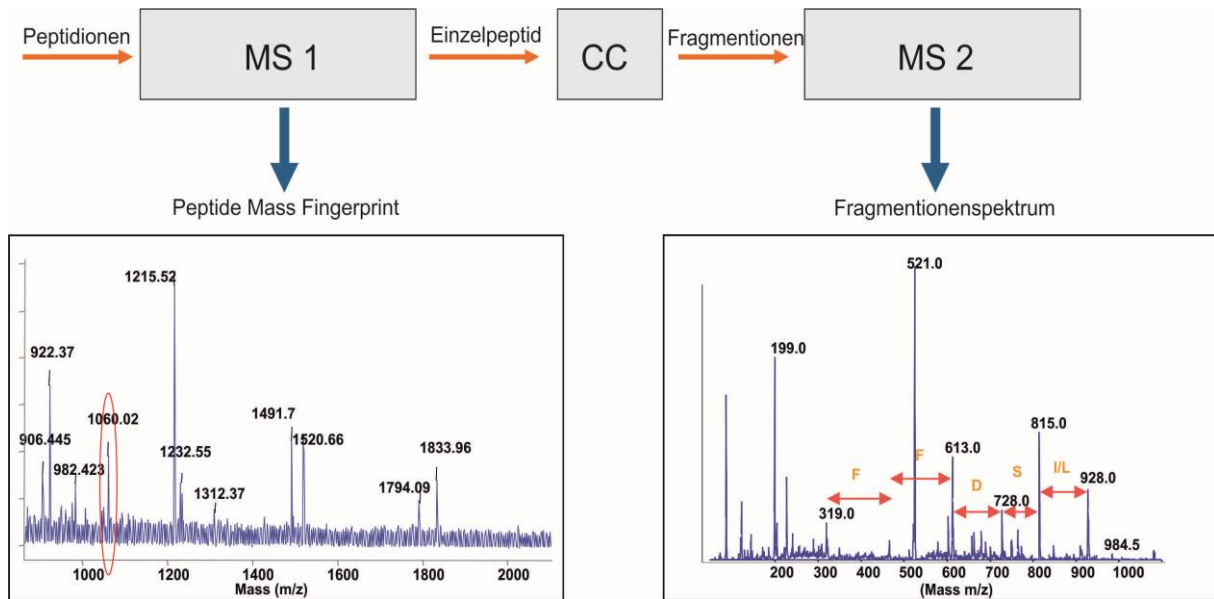 Peptidionen
MS 1
Einzelpeptid
CC
Fragmentionen
MS 2
Peptide Mass Fingerprint
Fragmentionenspektrum
1215.52
922.37
1060.02
906.445
982.423
1232.55
1312.37
1491.7
1520.66
1794.09
1833.96
1000 1200 1400 1600 1800 2000
Mass (m/z)
521.0
199.0
319.0
F
F
613.0
D
728.0
S
815.0
I/L
928.0
984.5
200 300 400 500 600 700 800 900 1000
(Mass m/z)